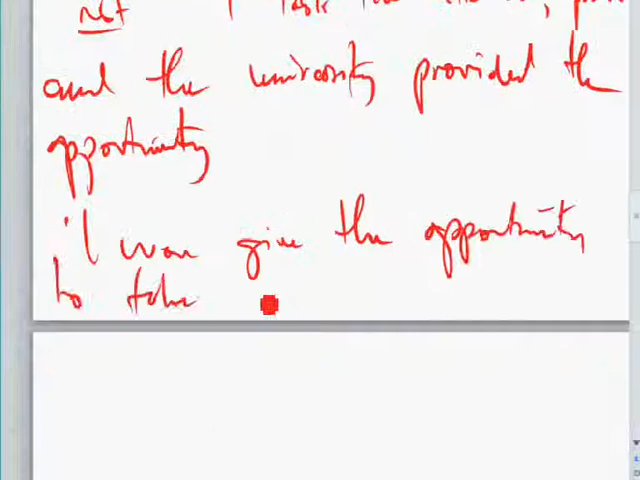 not I
and the university provided the
opportunity
I was give the opportunity
to take